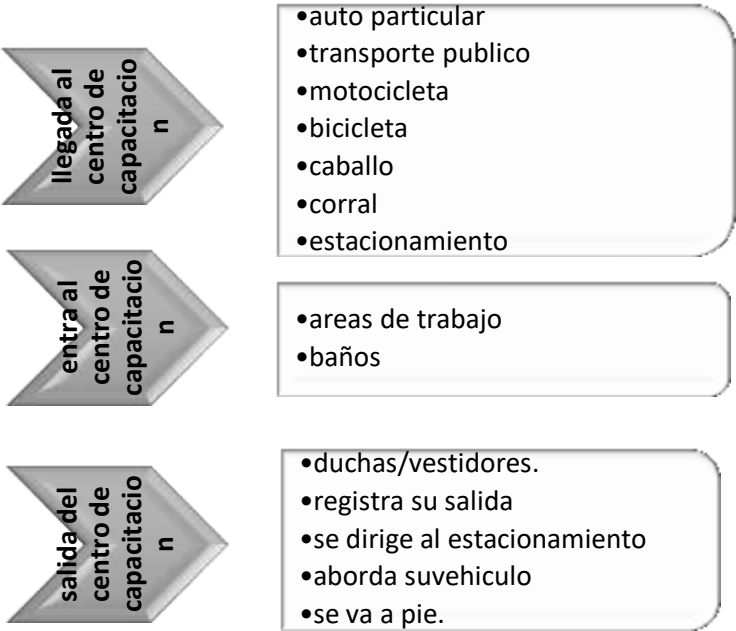 llegada al
centro de
capacitacio
n
•auto particular
•transporte publico
•motocicleta
•bicicleta
•caballo
•corral
•estacionamiento
entra al
centro de
capacitacio
n
•areas de trabajo
•baños
salida del
centro de
capacitacio
n
•duchas/vestidores.
•registra su salida
•se dirige al estacionamiento
•aborda suvehiculo
•se va a pie.